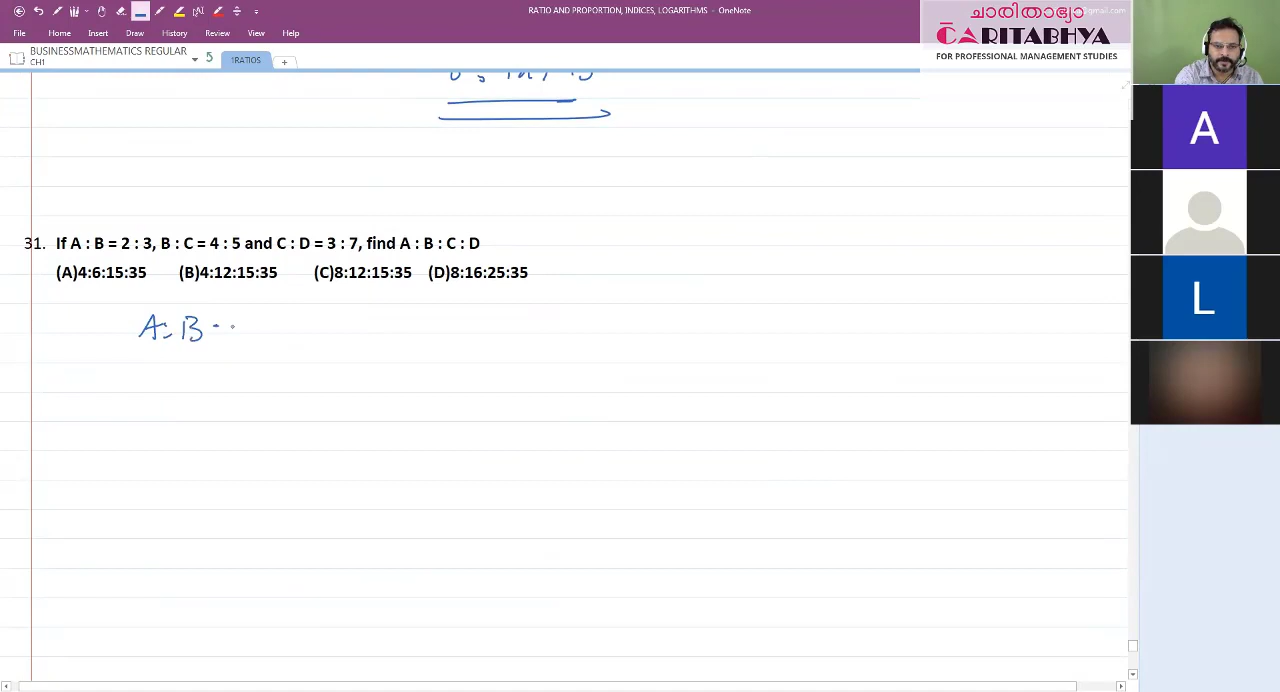 RATIO AND PROPORTION, INDICES, LOGARITHMS - OneNote
ചാരിതാഭ്യാ
@gmail.com
CARITABHYA
FOR PROFESSIONAL MANAGEMENT STUDIES
File Home Insert Draw History Review View Help
BUSINESSMATHEMATICS REGULAR
CH1
5
1RATIOS
31. If A : B = 2 : 3, B : C = 4 : 5 and C : D = 3 : 7, find A : B : C : D
(A)4:6:15:35 (B)4:12:15:35 (C)8:12:15:35 (D)8:16:25:35
A : B
A
L